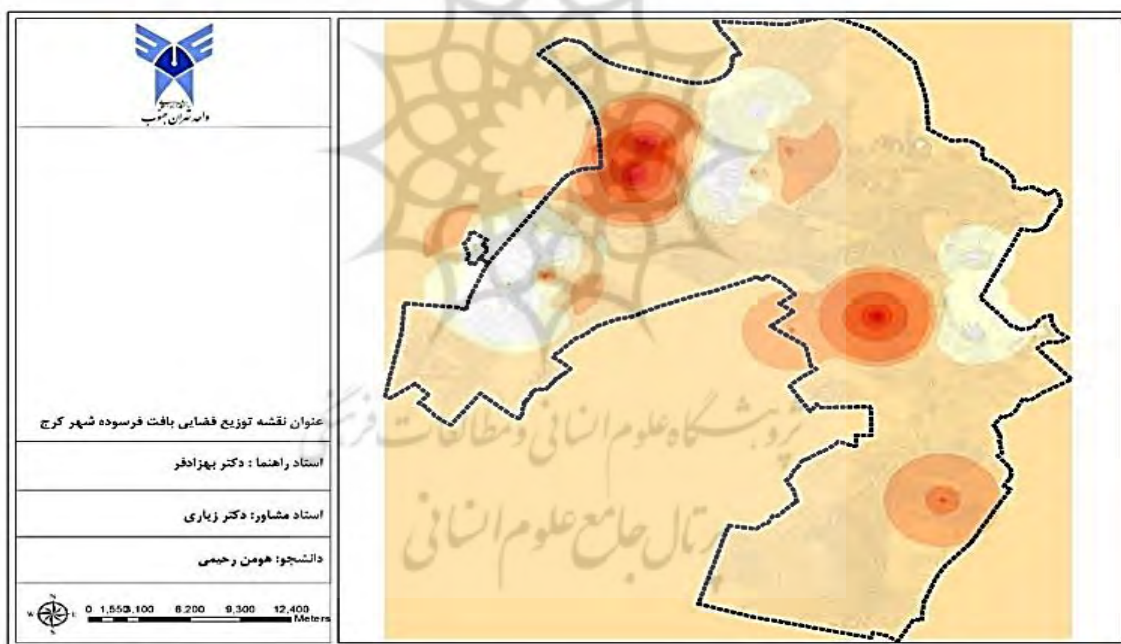 واحد تهران جنوب
عنوان نقشه توزیع فضایی بافت فرسوده شهر کرج
استاد راهنما : دکتر بهزادفر
استاد مشاور: دکتر زیاری
دانشجو: هومن رحیمی
N
W E
S
0 1,550 3,100 6,200 9,300 12,400
Meters
پژوهشگاه علوم انسانی و مطالعات فرهنگی
پرتال جامع علوم انسانی